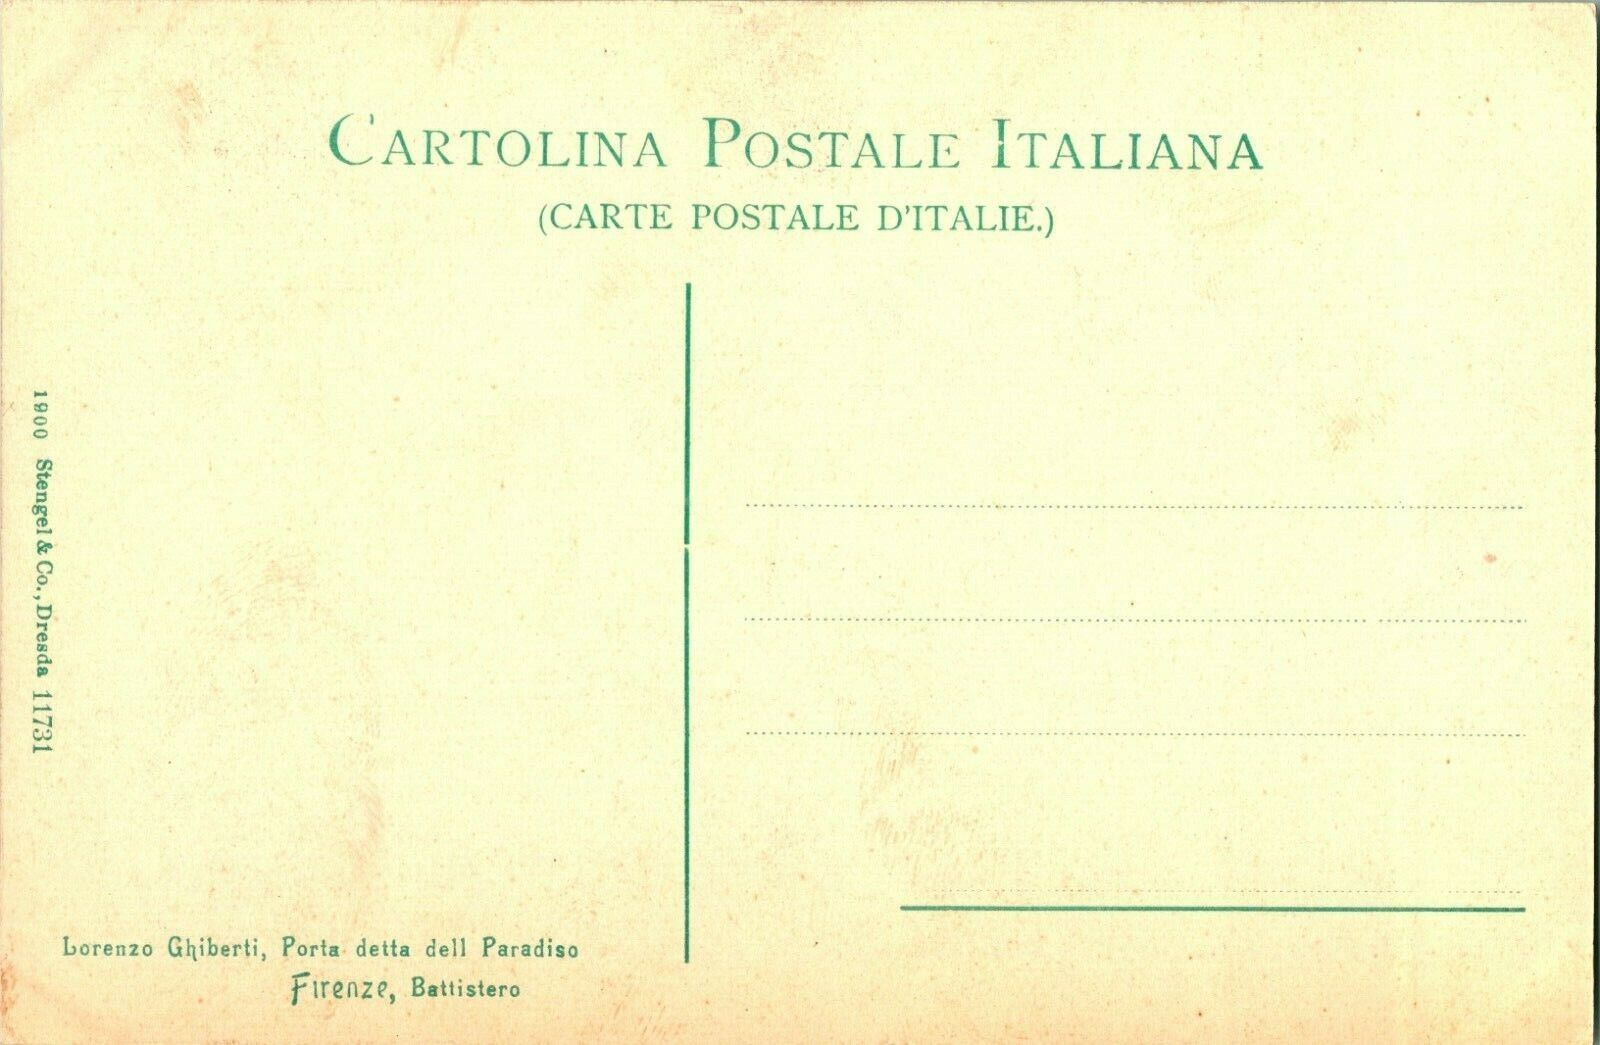 CARTOLINA POSTALE ITALIANA
(CARTE POSTALE D'ITALIE.)
1900 Stengel & Co., Dresda 11731
Lorenzo Ghiberti, Porta detta dell Paradiso
Firenze, Battistero